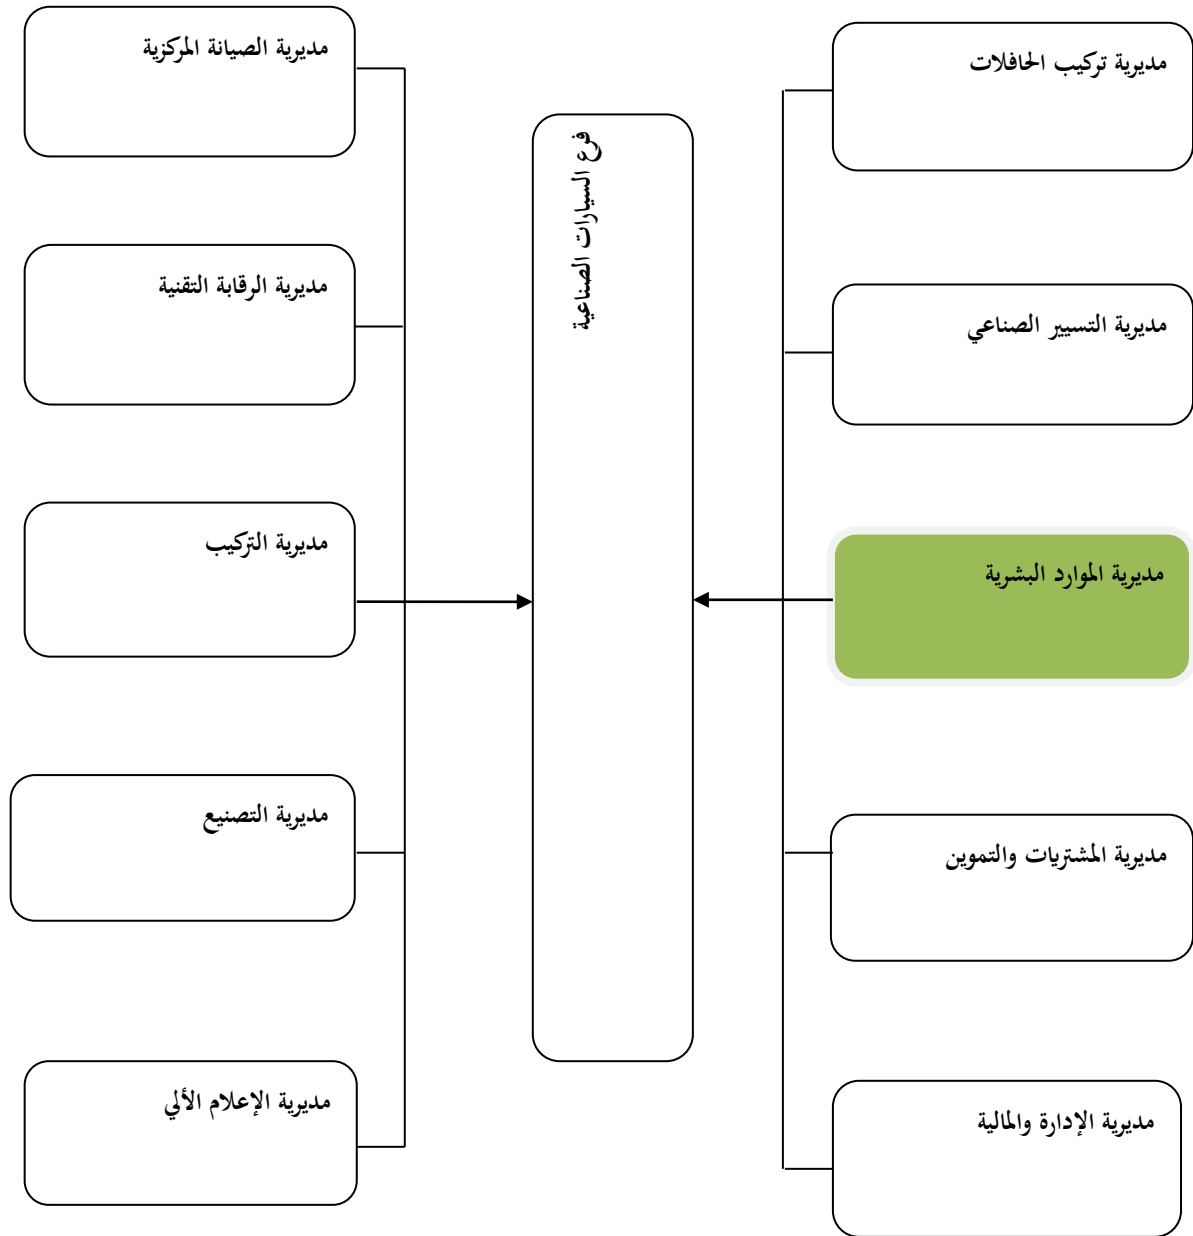 مديرية تركيب الحافلات
مديرية الصيانة المركزية
فرع السيارات الصناعية
مديرية التسيير الصناعي
مديرية الرقابة التقنية
مديرية الموارد البشرية
مديرية التركيب
مديرية المشتريات والتموين
مديرية التصنيع
مديرية الإدارة والمالية
مديرية الإعلام الألي